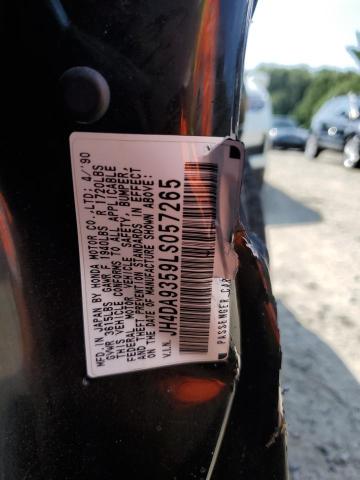 MFD. IN JAPAN BY HONDA MOTOR CO., LTD; 4/'90
GVWR 3615LBS GAWR F 1940LBS R 1720LBS
THIS VEHICLE CONFORMS TO ALL APPLICABLE
FEDERAL MOTOR VEHICLE SAFETY, BUMPER,
AND THEFT PREVENTION STANDARDS IN EFFECT
ON THE DATE OF MANUFACTURE SHOWN ABOVE:
V.I.N. JH4DA9359LS057265
PASSENGER CAR